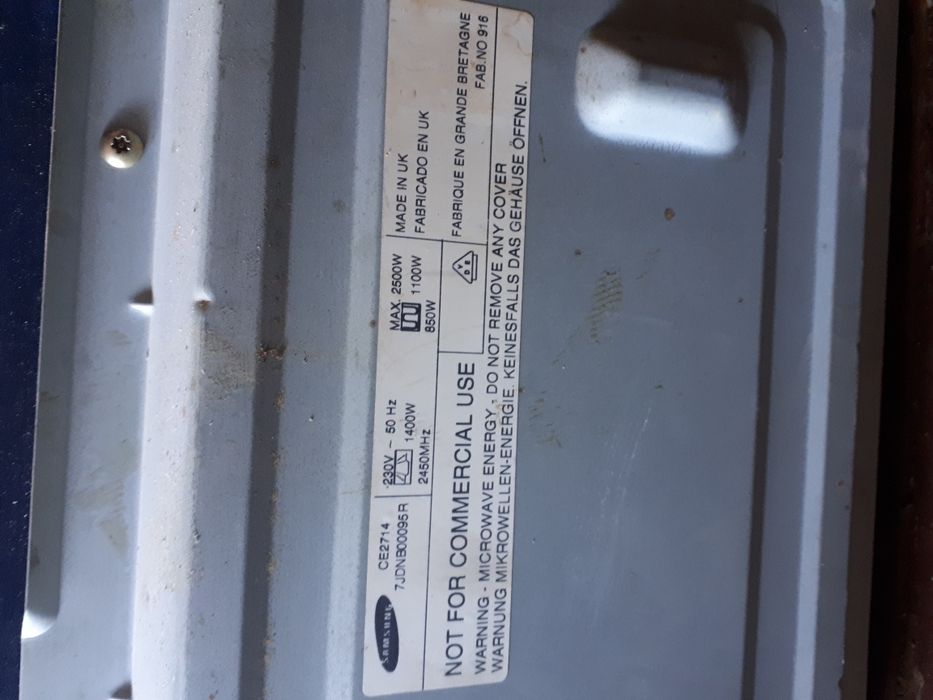 SAMSUNG
CE2714
7JDNB00095R
230V ~ 50 Hz
1400W
2450MHz
MAX. 2500W
1100W
850W
MADE IN UK
FABRICADO EN UK
FABRIQUE EN GRANDE BRETAGNE
FAB.NO 916
NOT FOR COMMERCIAL USE
VDE
WARNING - MICROWAVE ENERGY - DO NOT REMOVE ANY COVER
WARNUNG MIKROWELLEN-ENERGIE. KEINESFALLS DAS GEHÄUSE ÖFFNEN.